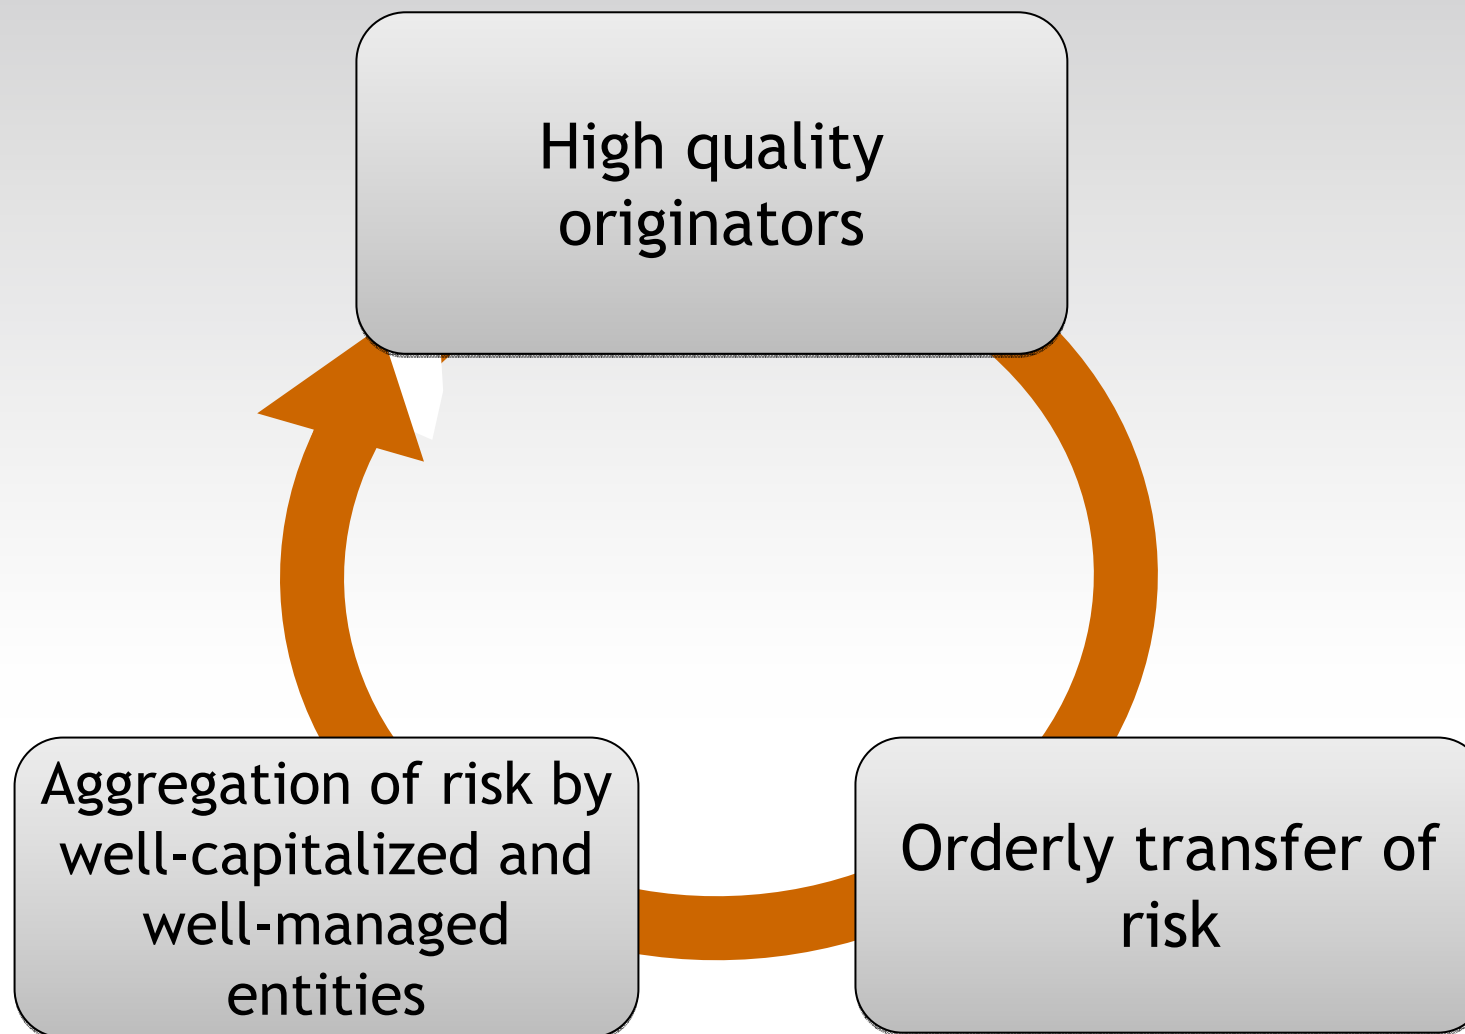 High quality
originators
Aggregation of risk by
well-capitalized and
well-managed
entities
Orderly transfer of
risk